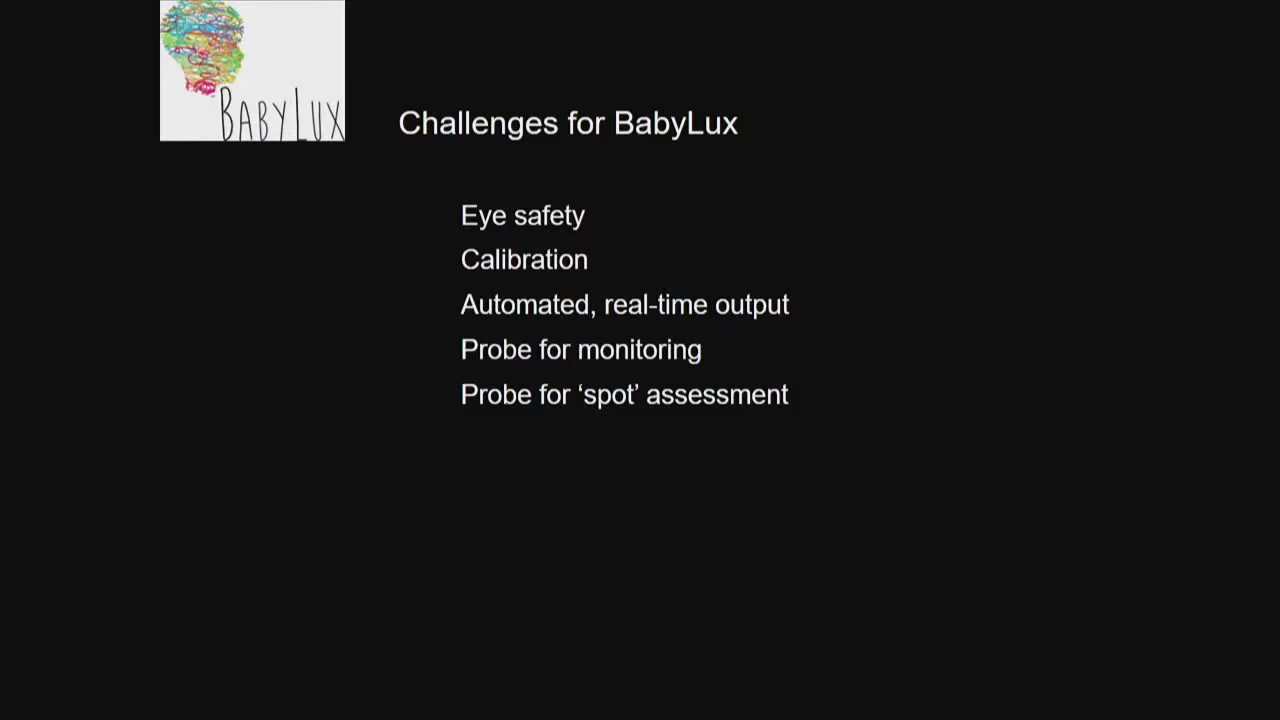 BABYLUX
Challenges for BabyLux
Eye safety
Calibration
Automated, real-time output
Probe for monitoring
Probe for ‘spot’ assessment